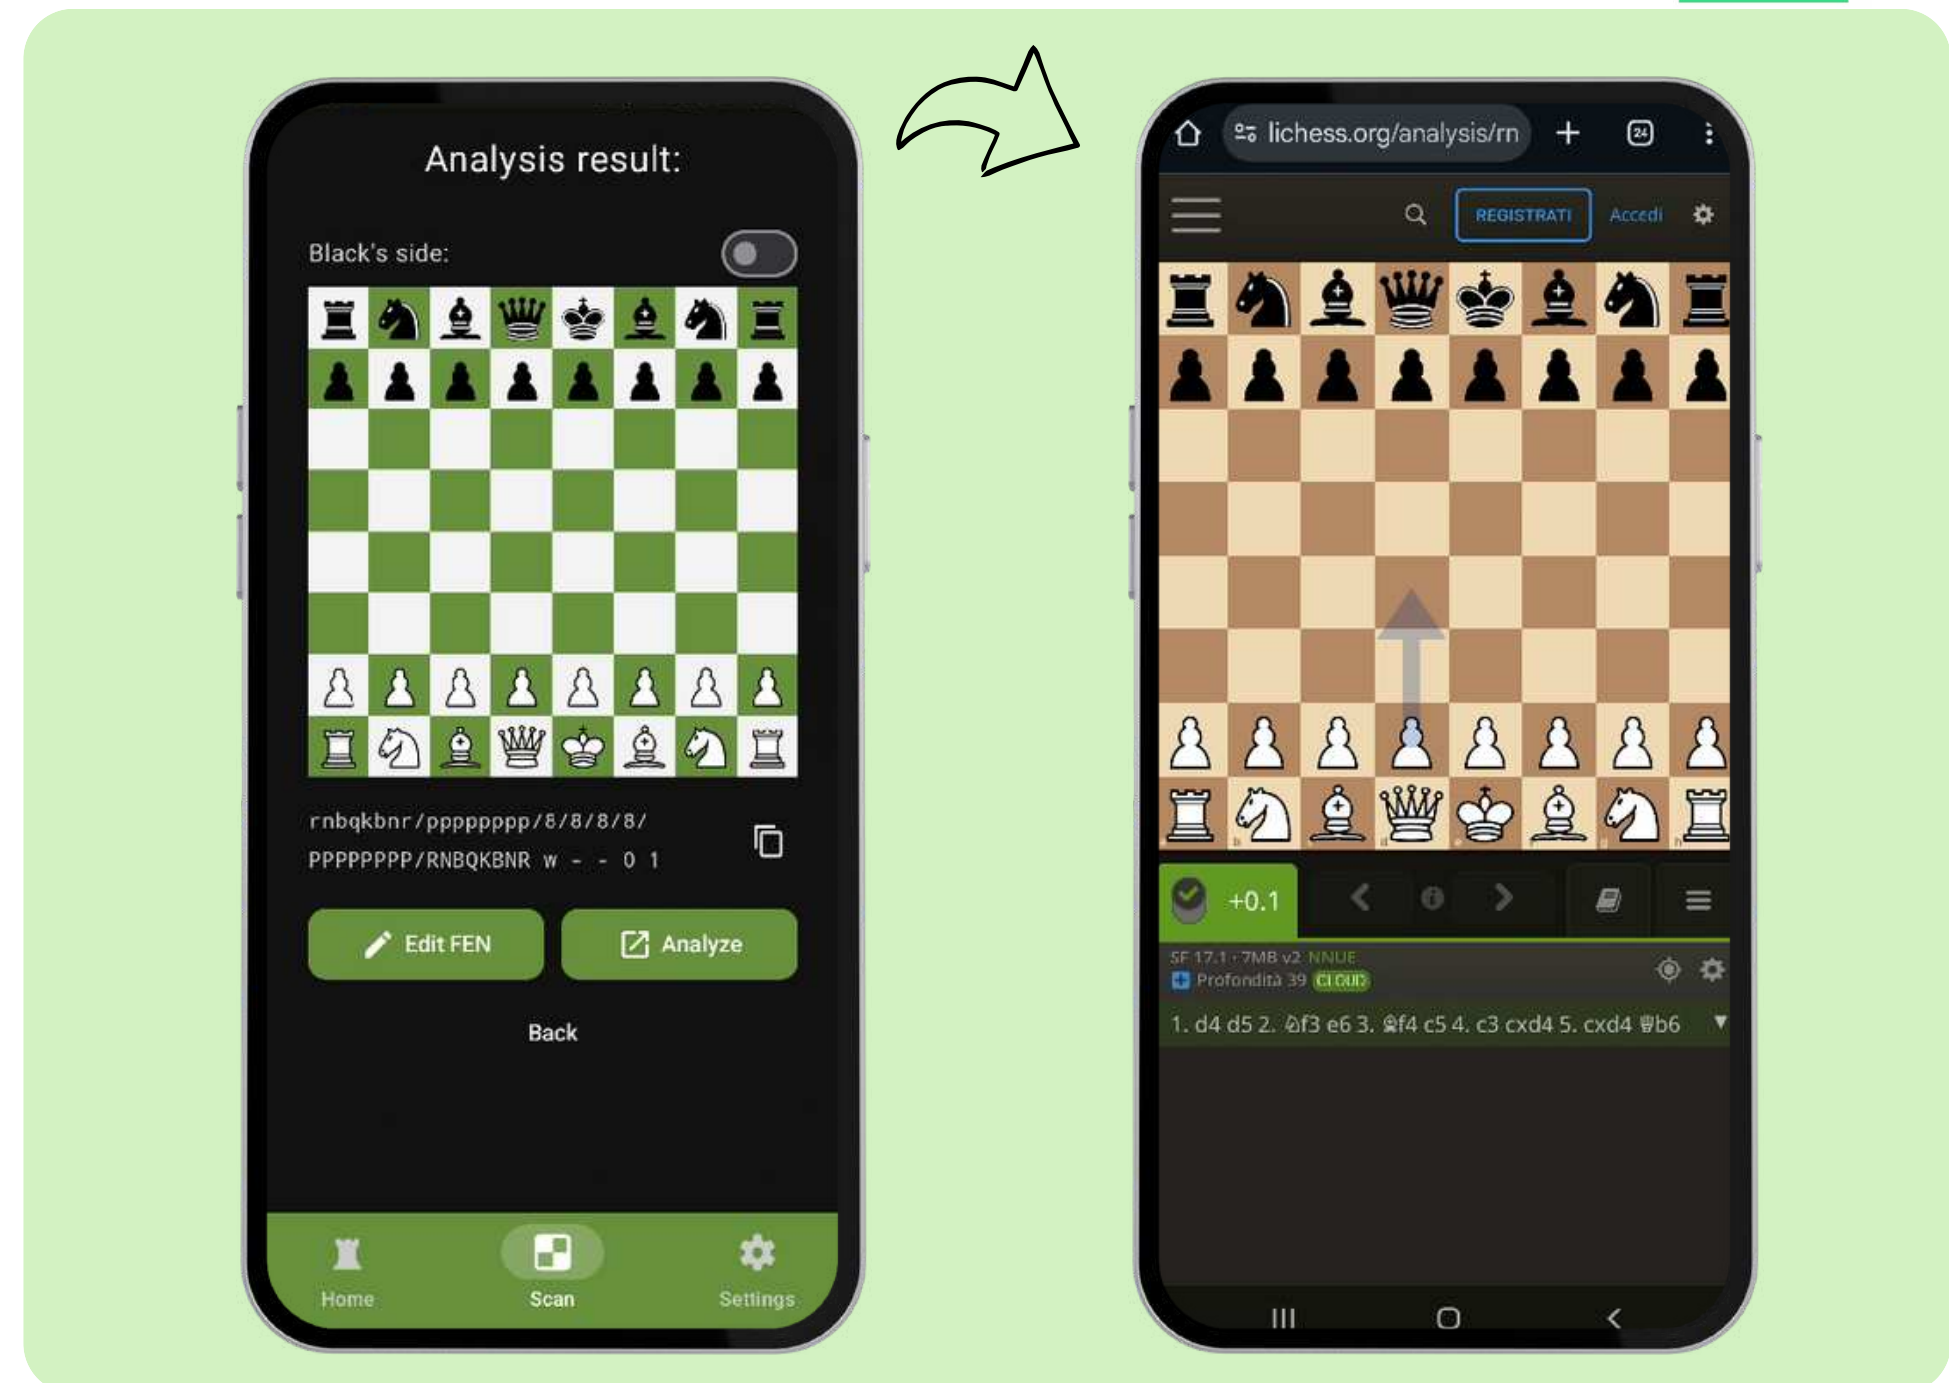 Analysis result:
Black's side:
rnbqkbnr/pppppppp/8/8/8/8/
PPPPPPPP/RNBQKBNR w - - 0 1
Edit FEN
Analyze
Back
Home
Scan
Settings
lichess.org/analysis/rn
24
REGISTRATI
Accedi
+0.1
SF 17.1 · 7MB v2 NNUE
Profondità 39 CLOUD
1. d4 d5 2. ♘f3 e6 3. ♗f4 c5 4. c3 cxd4 5. cxd4 ♕b6